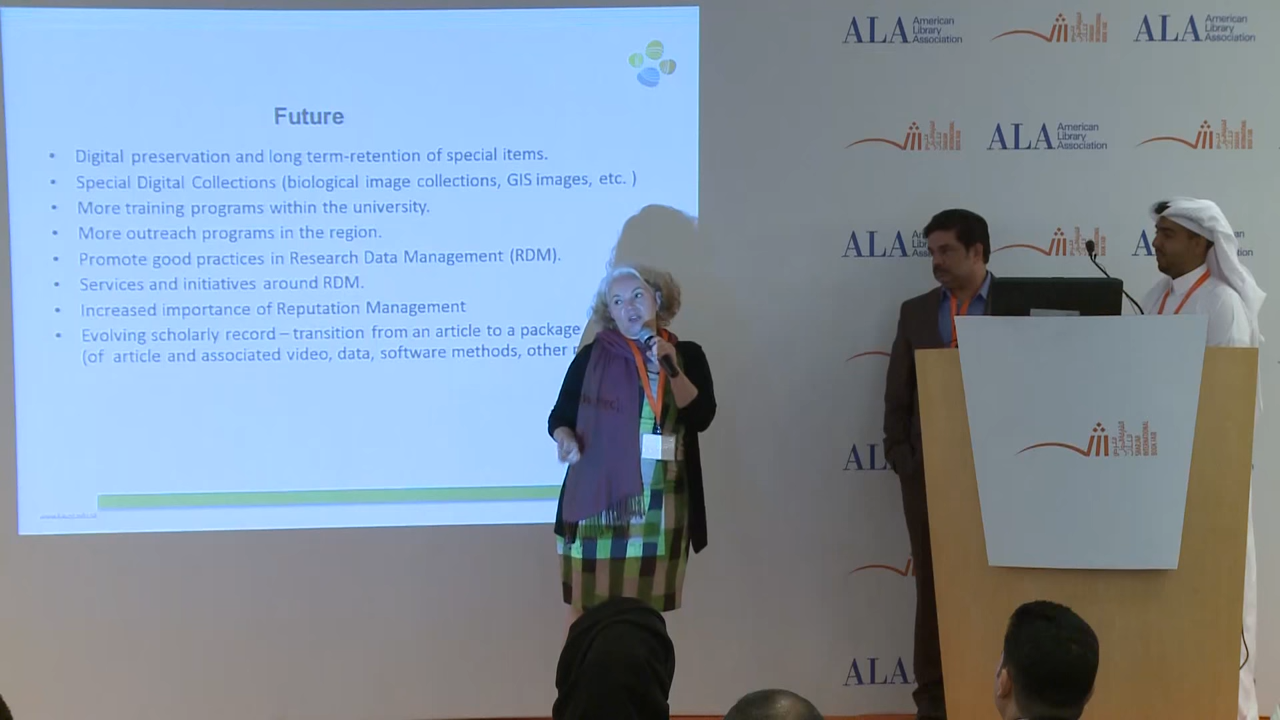 Future
• Digital preservation and long term-retention of special items.
• Special Digital Collections (biological image collections, GIS images, etc. )
• More training programs within the university.
• More outreach programs in the region.
• Promote good practices in Research Data Management (RDM).
• Services and initiatives around RDM.
• Increased importance of Reputation Management
• Evolving scholarly record – transition from an article to a package
(of article and associated video, data, software methods, other
ALA American Library Association
ALA American Library Association
ALA American Library Association
ALA
ALA
ALA
SHARJAH INTERNATIONAL BOOK FAIR